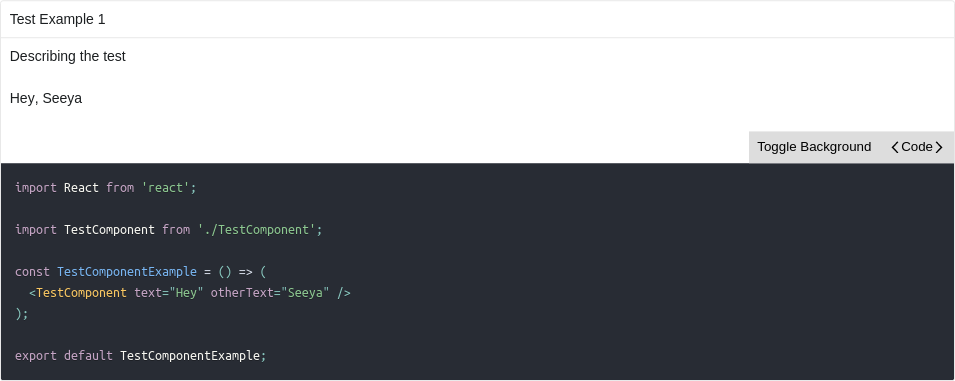 Test Example 1
Describing the test
Hey, Seeya
Toggle Background <Code>
import React from 'react';
import TestComponent from './TestComponent';
const TestComponentExample = () => (
<TestComponent text="Hey" otherText="Seeya" />
);
export default TestComponentExample;